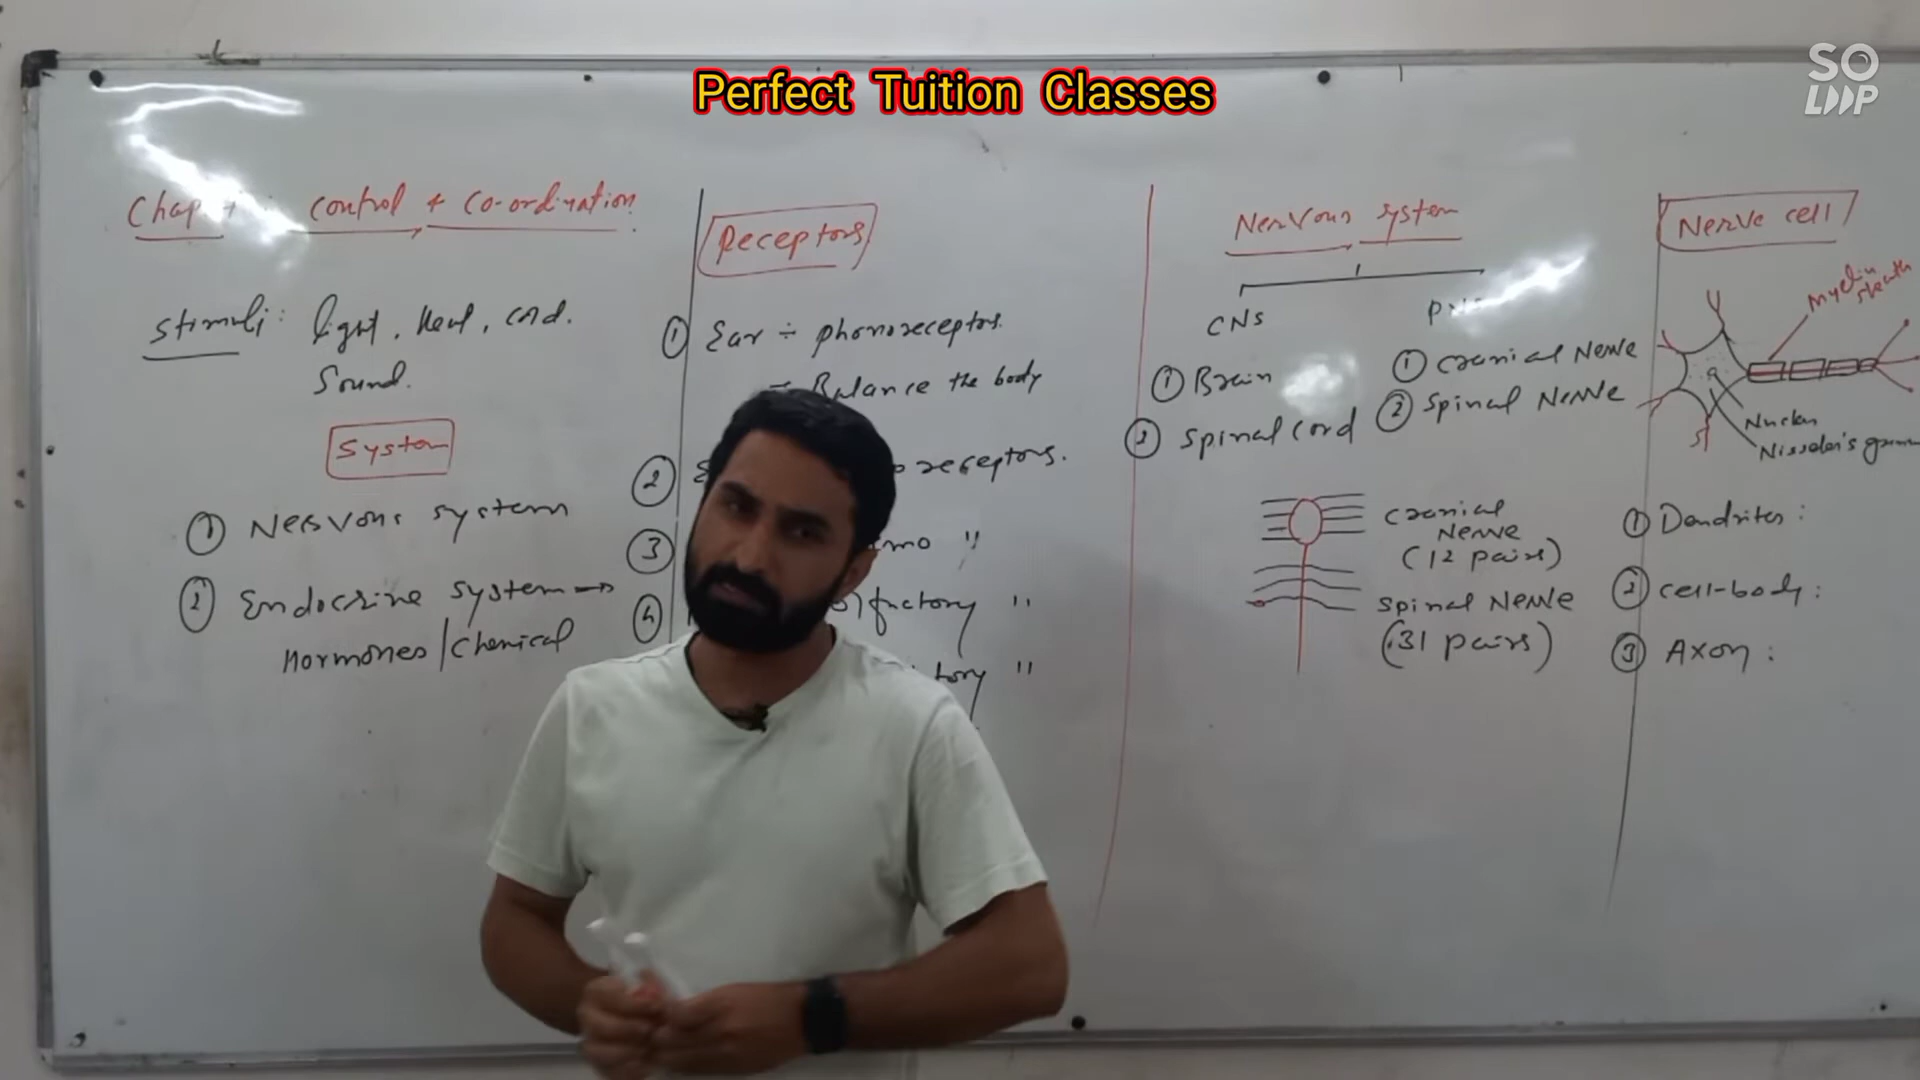 Perfect Tuition Classes
SO
LOOP
control + co-ordination
Stimuli: light, Heat, cold.
Sound.
System
① Nervous system
② Endocrine system →
Hormones/Chemical
Receptors
① Ear ÷ phonoreceptors.
Balance the body
② receptors.
③ "
④ olfactory "
"
Nervous system
CNS
① Brain
② Spinal cord
① cranial Nerve
② Spinal Nerve
cranial
Nerve
(12 pairs)
Spinal Nerve
(31 pairs)
Nerve cell
Myelin
sheath
① Dendrites:
② cell-body:
③ Axon: